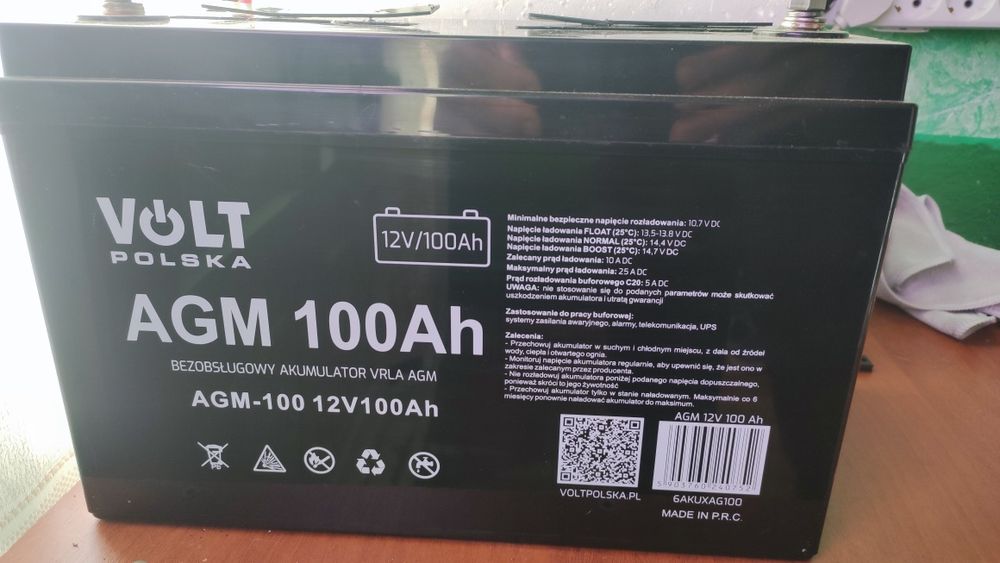 VOLT
POLSKA
12V/100Ah
AGM 100Ah
BEZOBSŁUGOWY AKUMULATOR VRLA AGM
AGM-100 12V100Ah
Pb
Minimalne bezpieczne napięcie rozładowania: 10,7 V DC
Napięcie ładowania FLOAT (25°C): 13,5-13,8 V DC
Napięcie ładowania NORMAL (25°C): 14,4 V DC
Napięcie ładowania BOOST (25°C): 14,7 V DC
Zalecany prąd ładowania: 10 A DC
Maksymalny prąd ładowania: 25 A DC
Prąd rozładowania buforowego C20: 5 A DC
UWAGA: nie stosowanie się do podanych parametrów może skutkować
uszkodzeniem akumulatora i utratą gwarancji
Zastosowanie do pracy buforowej:
systemy zasilania awaryjnego, alarmy, telekomunikacja, UPS
Zalecenia:
- Przechowuj akumulator w suchym i chłodnym miejscu, z dala od źródeł
wody, ciepła i otwartego ognia.
- Monitoruj napięcie akumulatora regularnie, aby upewnić się, że jest ono w
zakresie zalecanym przez producenta.
- Nie rozładowuj akumulatora poniżej podanego napięcia dopuszczalnego,
ponieważ skróci to jego żywotność
- Przechowuj akumulator tylko w stanie naładowanym. Maksymalnie co 6
miesięcy ponownie naładować akumulator do maksimum.
AGM 12V 100 Ah
5903760240752
VOLTPOLSKA.PL
6AKUXAG100
MADE IN P.R.C.